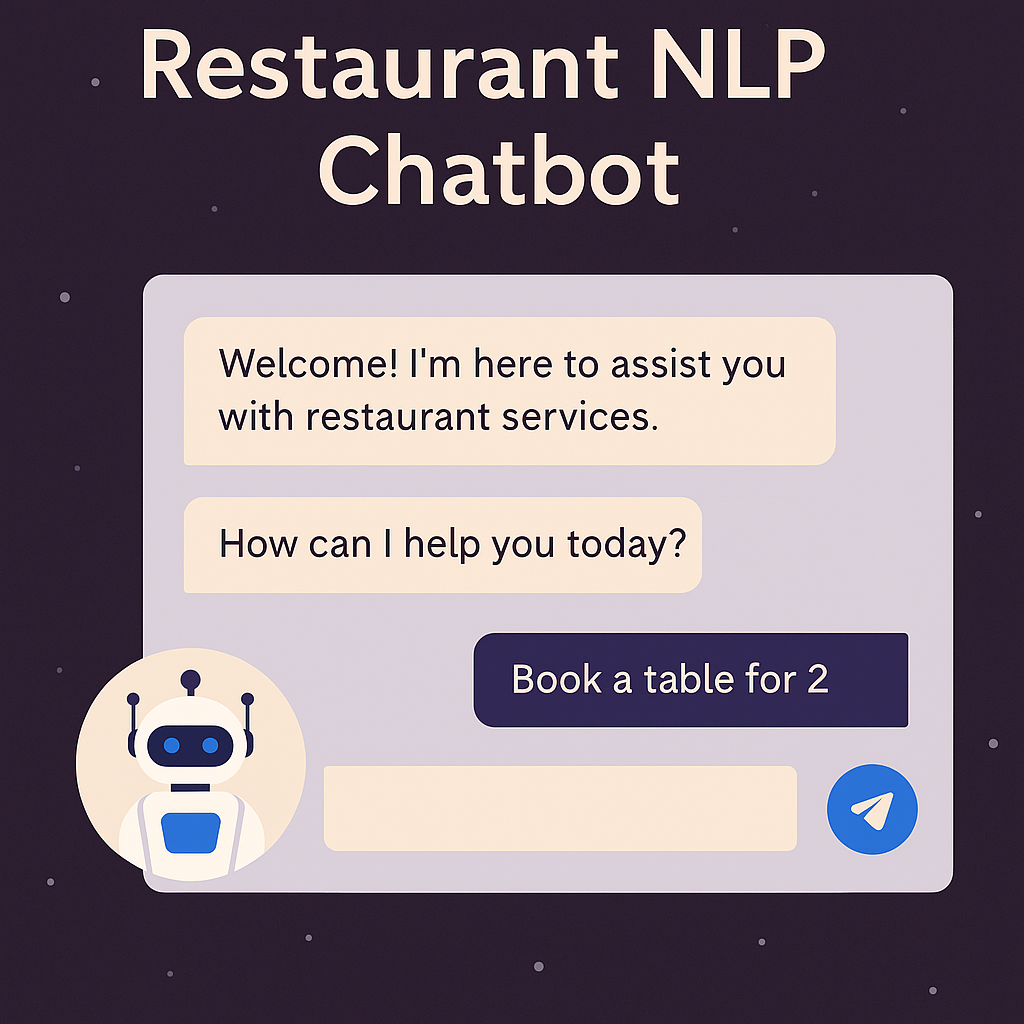 Restaurant NLP
Chatbot
Welcome! I'm here to assist you
with restaurant services.
How can I help you today?
Book a table for 2